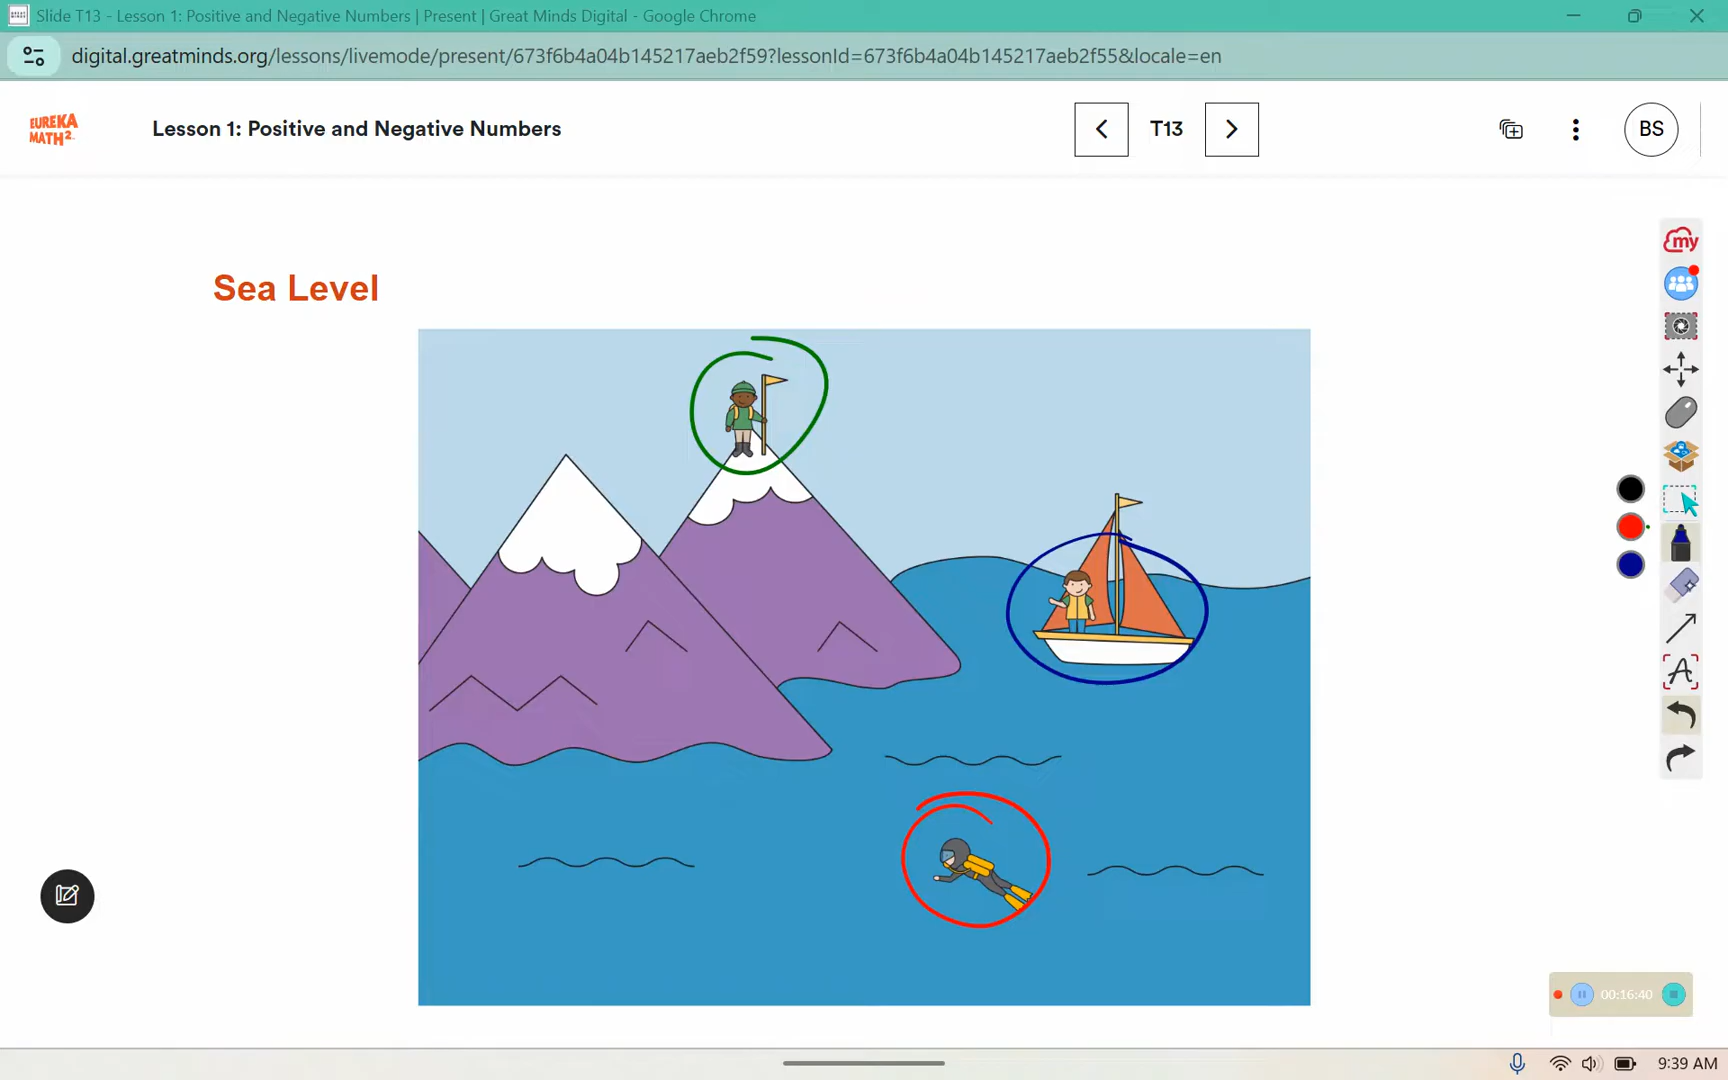 Slide T13 - Lesson 1: Positive and Negative Numbers | Present | Great Minds Digital - Google Chrome
digital.greatminds.org/lessons/livemode/present/673f6b4a04b145217aeb2f59?lessonId=673f6b4a04b145217aeb2f55&locale=en
EUREKA
MATH²
Lesson 1: Positive and Negative Numbers
T13
BS
my
Sea Level
A
00:16:40
9:39 AM